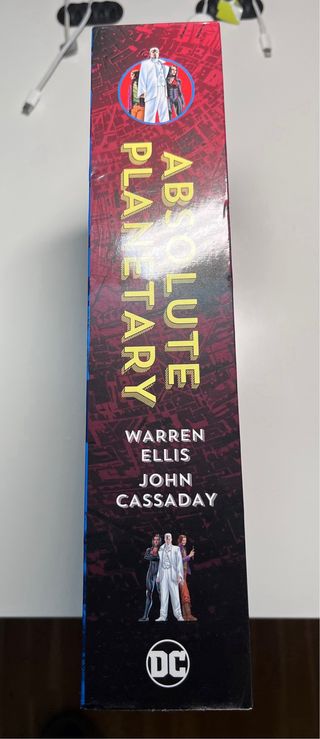 ABSOLUTE
PLANETARY
WARREN
ELLIS
JOHN
CASSADAY
DC